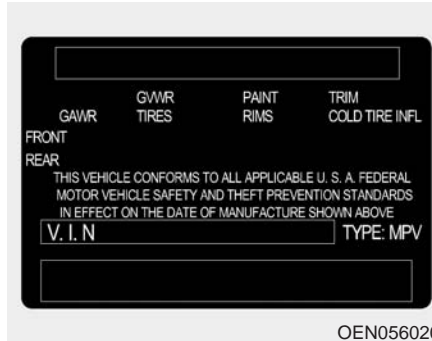 GVWR PAINT TRIM
GAWR TIRES RIMS COLD TIRE INFL
FRONT
REAR
THIS VEHICLE CONFORMS TO ALL APPLICABLE U. S. A. FEDERAL
MOTOR VEHICLE SAFETY AND THEFT PREVENTION STANDARDS
IN EFFECT ON THE DATE OF MANUFACTURE SHOWN ABOVE
V. I. N TYPE: MPV
OEN056020